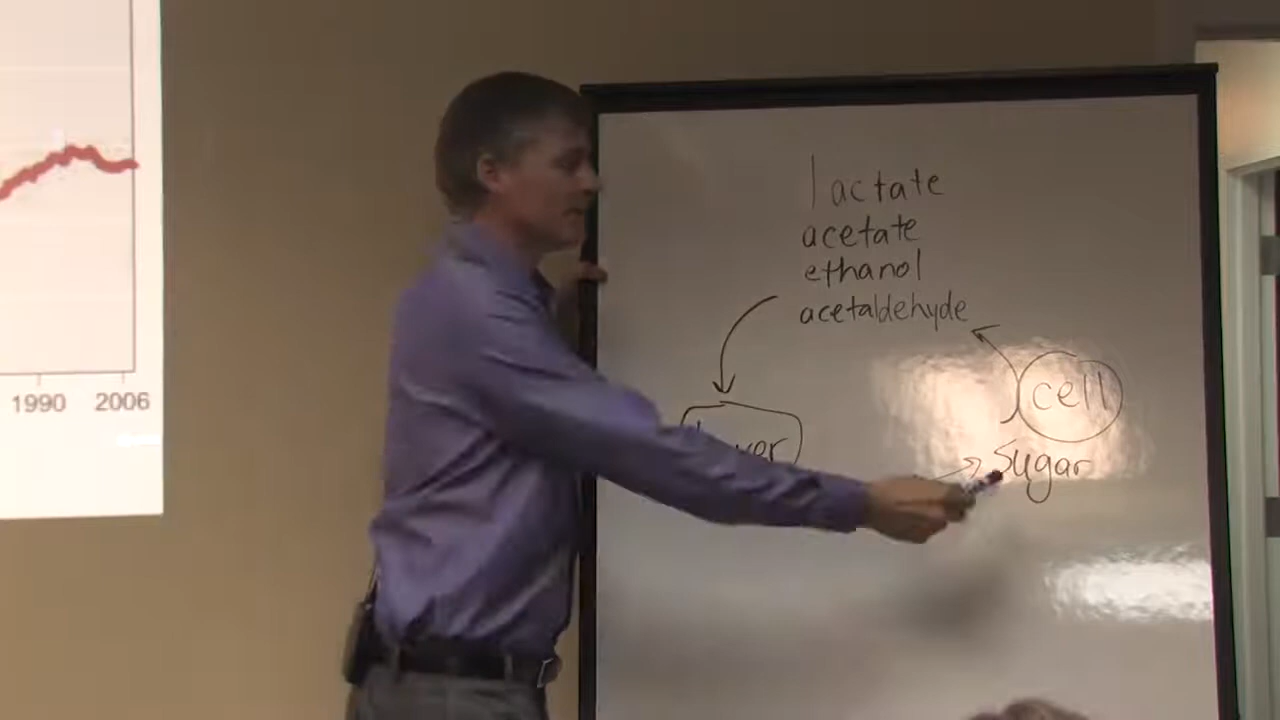 1990 2006
lactate
acetate
ethanol
acetaldehyde
cell
sugar